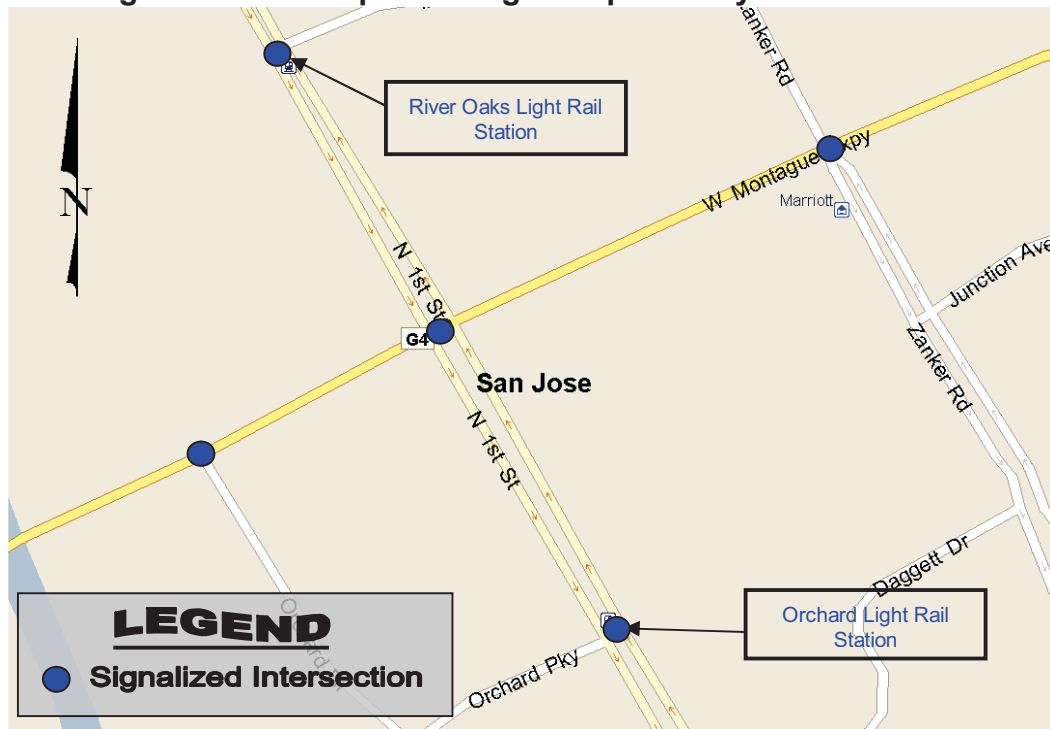 Zanker Rd
River Oaks Light Rail
Station
W Montague Expy
Marriott
N
N 1st St
Junction Ave
G4
San Jose
Zanker Rd
N 1st St
Daggett Dr
Orchard Light Rail
Station
LEGEND
Signalized Intersection
Orchard Pky